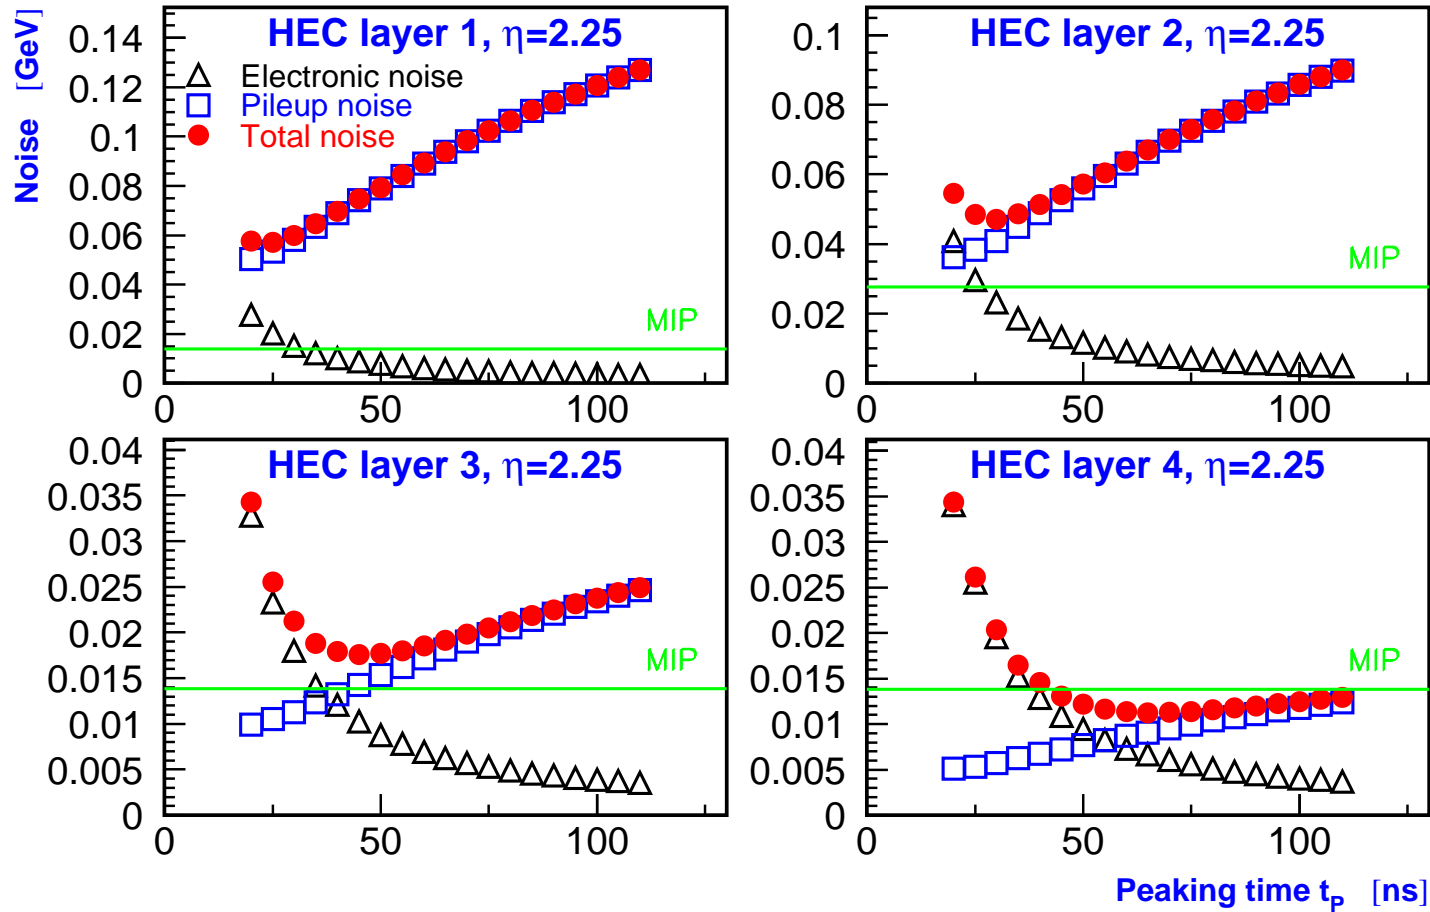 Noise [GeV]
HEC layer 1, η=2.25
Electronic noise
Pileup noise
Total noise
MIP
0.14
0.12
0.1
0.08
0.06
0.04
0.02
0
0 50 100
HEC layer 2, η=2.25
MIP
0.1
0.08
0.06
0.04
0.02
0
0 50 100
HEC layer 3, η=2.25
MIP
0.04
0.035
0.03
0.025
0.02
0.015
0.01
0.005
0
0 50 100
HEC layer 4, η=2.25
MIP
0.04
0.035
0.03
0.025
0.02
0.015
0.01
0.005
0
0 50 100
Peaking time t_P [ns]